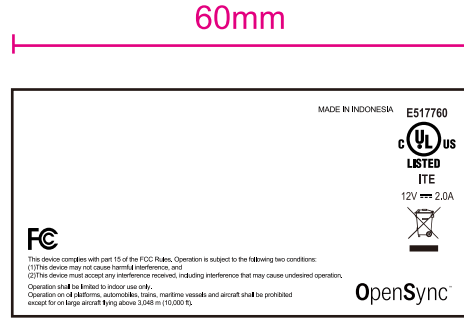 60mm
MADE IN INDONESIA
E517760
C UL US
LISTED
ITE
12V ⎓ 2.0A
FC
This device complies with part 15 of the FCC Rules. Operation is subject to the following two conditions:
(1)This device may not cause harmful interference, and
(2)This device must accept any interference received, including interference that may cause undesired operation.
Operation shall be limited to indoor use only.
Operation on oil platforms, automobiles, trains, maritime vessels and aircraft shall be prohibited
except for on large aircraft flying above 3,048 m (10,000 ft).
OpenSync™